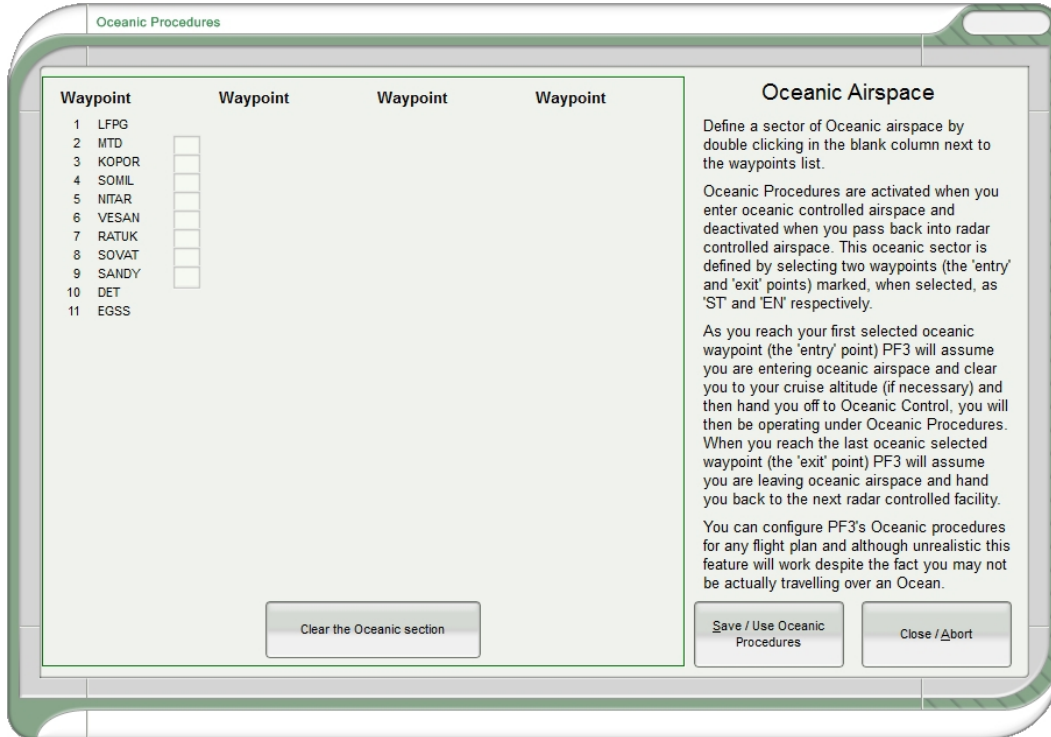 Oceanic Procedures
Waypoint Waypoint Waypoint Waypoint
1 LFPG
2 MTD
3 KOPOR
4 SOMIL
5 NITAR
6 VESAN
7 RATUK
8 SOVAT
9 SANDY
10 DET
11 EGSS
Clear the Oceanic section
Oceanic Airspace
Define a sector of Oceanic airspace by
double clicking in the blank column next to
the waypoints list.
Oceanic Procedures are activated when you
enter oceanic controlled airspace and
deactivated when you pass back into radar
controlled airspace. This oceanic sector is
defined by selecting two waypoints (the 'entry'
and 'exit' points) marked, when selected, as
'ST' and 'EN' respectively.
As you reach your first selected oceanic
waypoint (the 'entry' point) PF3 will assume
you are entering oceanic airspace and clear
you to your cruise altitude (if necessary) and
then hand you off to Oceanic Control, you will
then be operating under Oceanic Procedures.
When you reach the last oceanic selected
waypoint (the 'exit' point) PF3 will assume
you are leaving oceanic airspace and hand
you back to the next radar controlled facility.
You can configure PF3's Oceanic procedures
for any flight plan and although unrealistic this
feature will work despite the fact you may not
be actually travelling over an Ocean.
Save / Use Oceanic
Procedures
Close / Abort